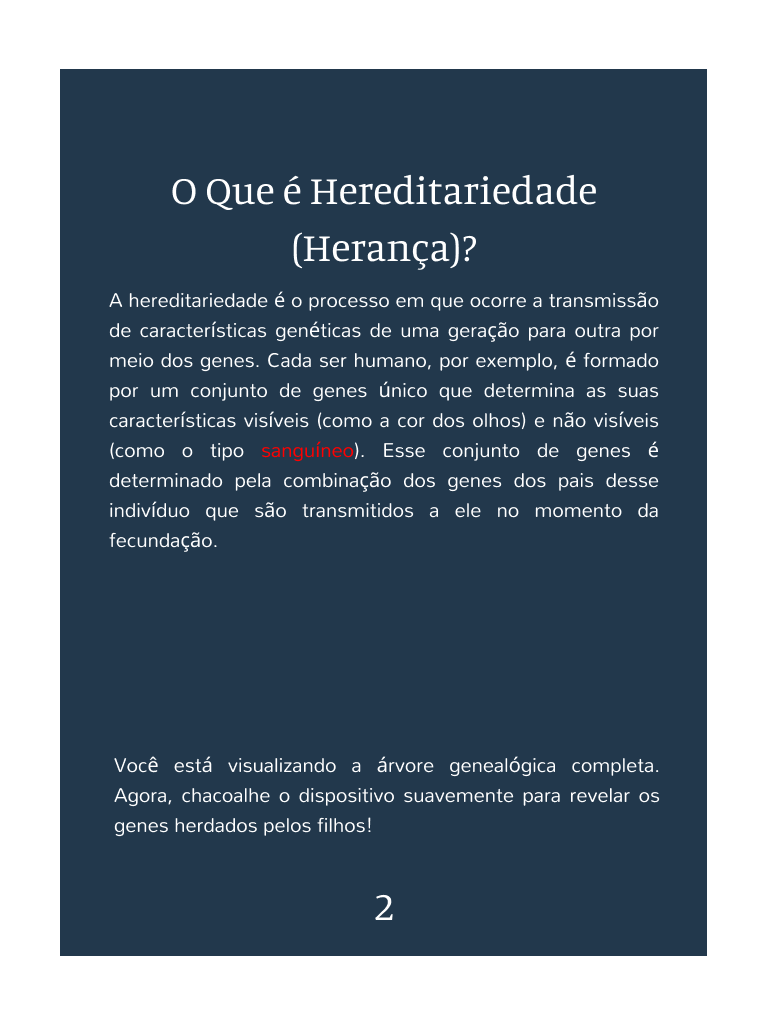 O Que é Hereditariedade
(Herança)?
A hereditariedade é o processo em que ocorre a transmissão
de características genéticas de uma geração para outra por
meio dos genes. Cada ser humano, por exemplo, é formado
por um conjunto de genes único que determina as suas
características visíveis (como a cor dos olhos) e não visíveis
(como o tipo sanguíneo). Esse conjunto de genes é
determinado pela combinação dos genes dos pais desse
indivíduo que são transmitidos a ele no momento da
fecundação.
Você está visualizando a árvore genealógica completa.
Agora, chacoalhe o dispositivo suavemente para revelar os
genes herdados pelos filhos!
2